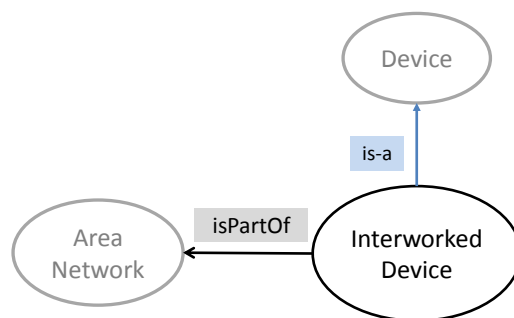 Device
is-a
isPartOf
Area
Network
Interworked
Device